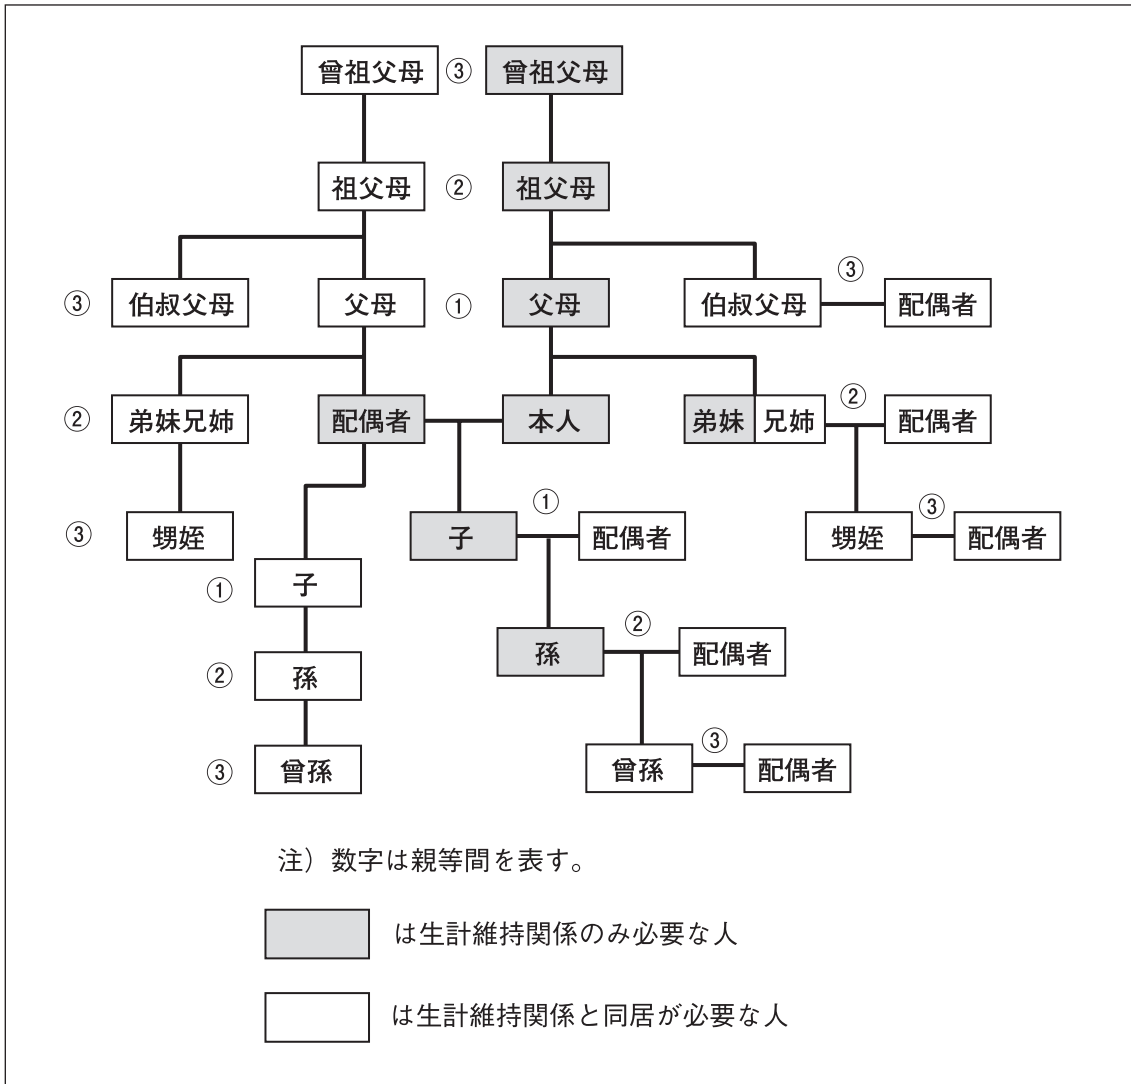 曾祖父母 ③ 曾祖父母
祖父母 ② 祖父母
③ 伯叔父母 父母 ① 父母 伯叔父母 ③ 配偶者
② 弟妹兄姉 配偶者 本人 弟妹 兄姉 ② 配偶者
③ 甥姪 子 ① 配偶者 甥姪 ③ 配偶者
① 子
② 孫 孫 ② 配偶者
③ 曾孫 曾孫 ③ 配偶者
注）数字は親等間を表す。
は生計維持関係のみ必要な人
は生計維持関係と同居が必要な人